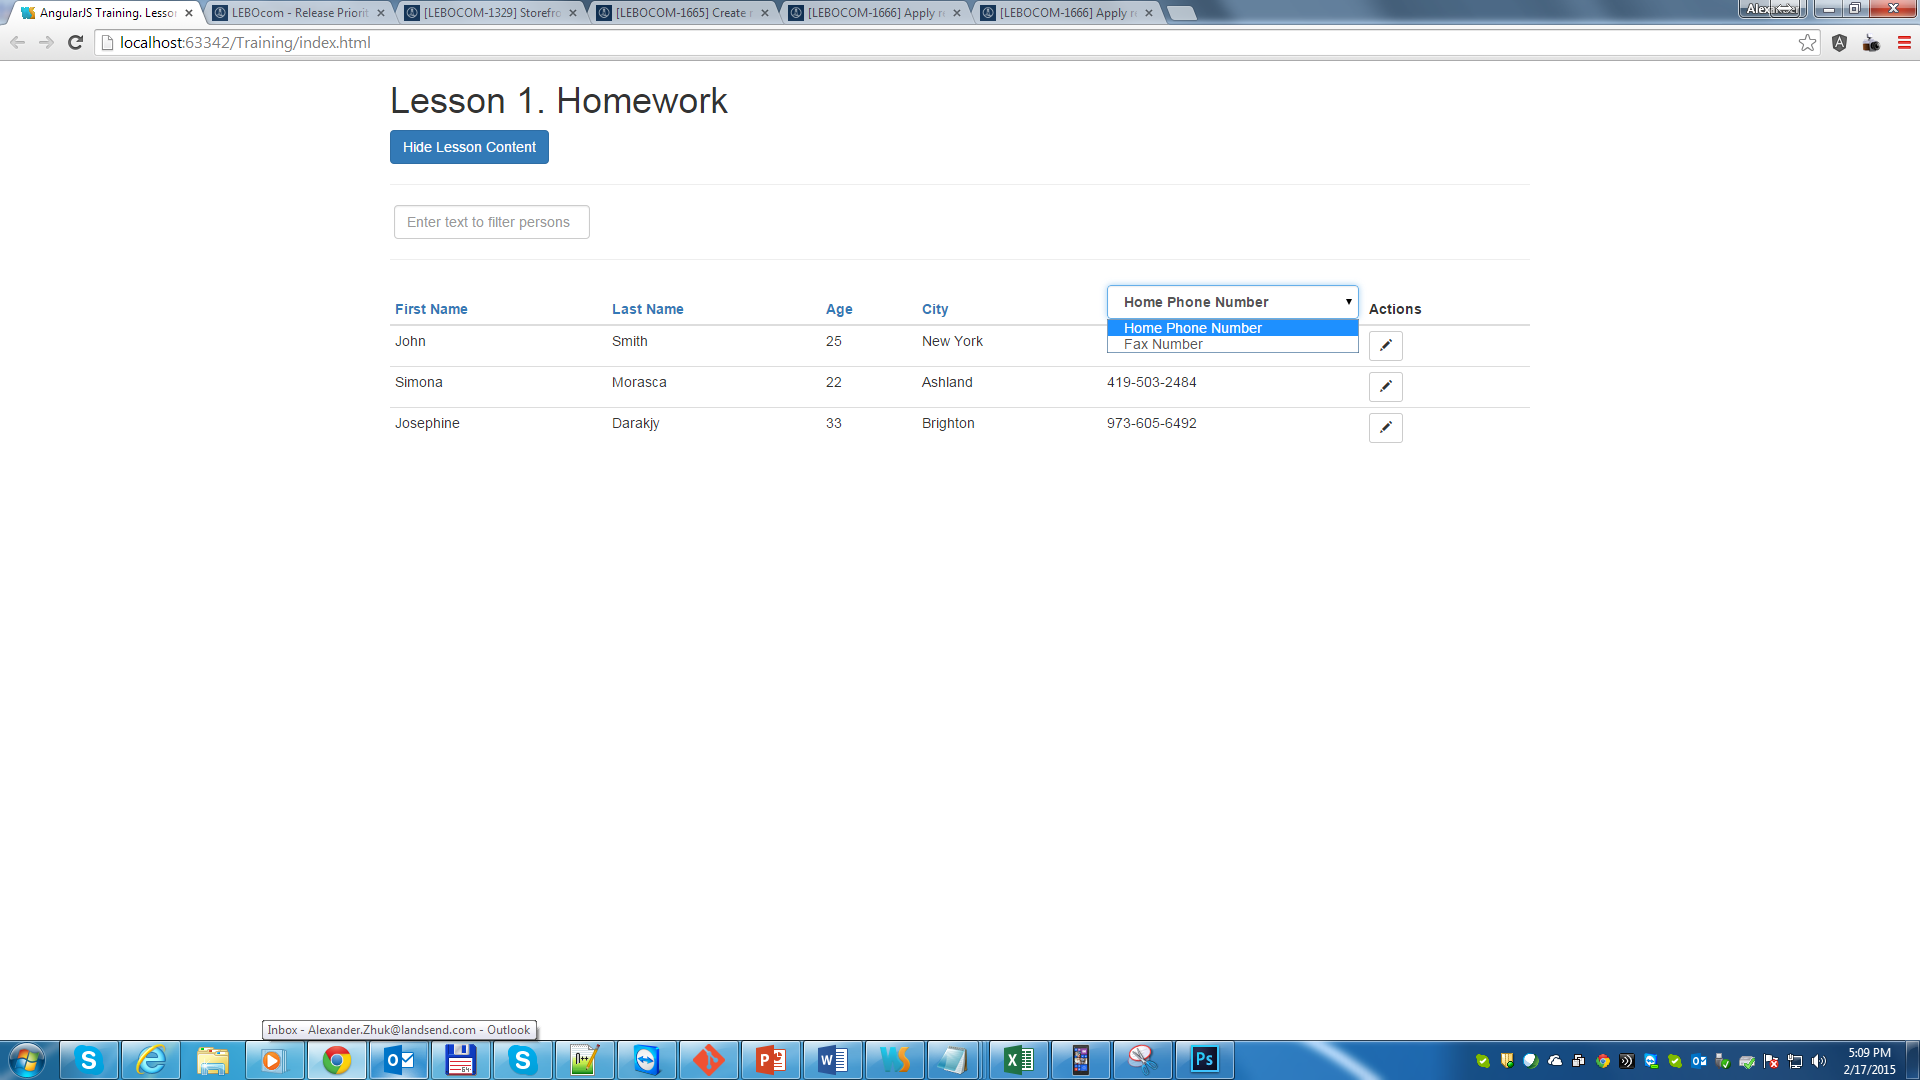 AngularJS Training. Lesso
LEBOcom - Release Priorit
[LEBOCOM-1329] Storefro
[LEBOCOM-1665] Create
[LEBOCOM-1666] Apply
[LEBOCOM-1666] Apply
localhost:63342/Training/index.html
Lesson 1. Homework
Hide Lesson Content
Enter text to filter persons
First Name Last Name Age City Home Phone Number Actions
Home Phone Number
Fax Number
John Smith 25 New York
Simona Morasca 22 Ashland 419-503-2484
Josephine Darakjy 33 Brighton 973-605-6492
Inbox - Alexander.Zhuk@landsend.com - Outlook
5:09 PM
2/17/2015